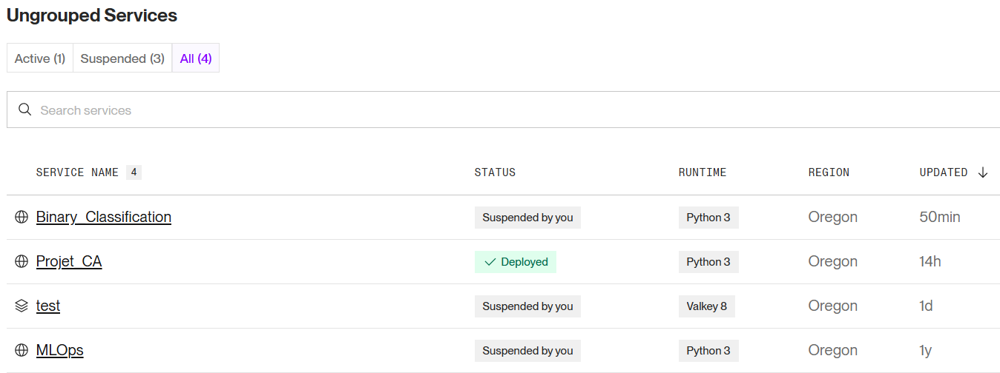 Ungrouped Services
Active (1) Suspended (3) All (4)
Search services
SERVICE NAME 4 STATUS RUNTIME REGION UPDATED ↓
Binary_Classification Suspended by you Python 3 Oregon 50min
Projet_CA Deployed Python 3 Oregon 14h
test Suspended by you Valkey 8 Oregon 1d
MLOps Suspended by you Python 3 Oregon 1y